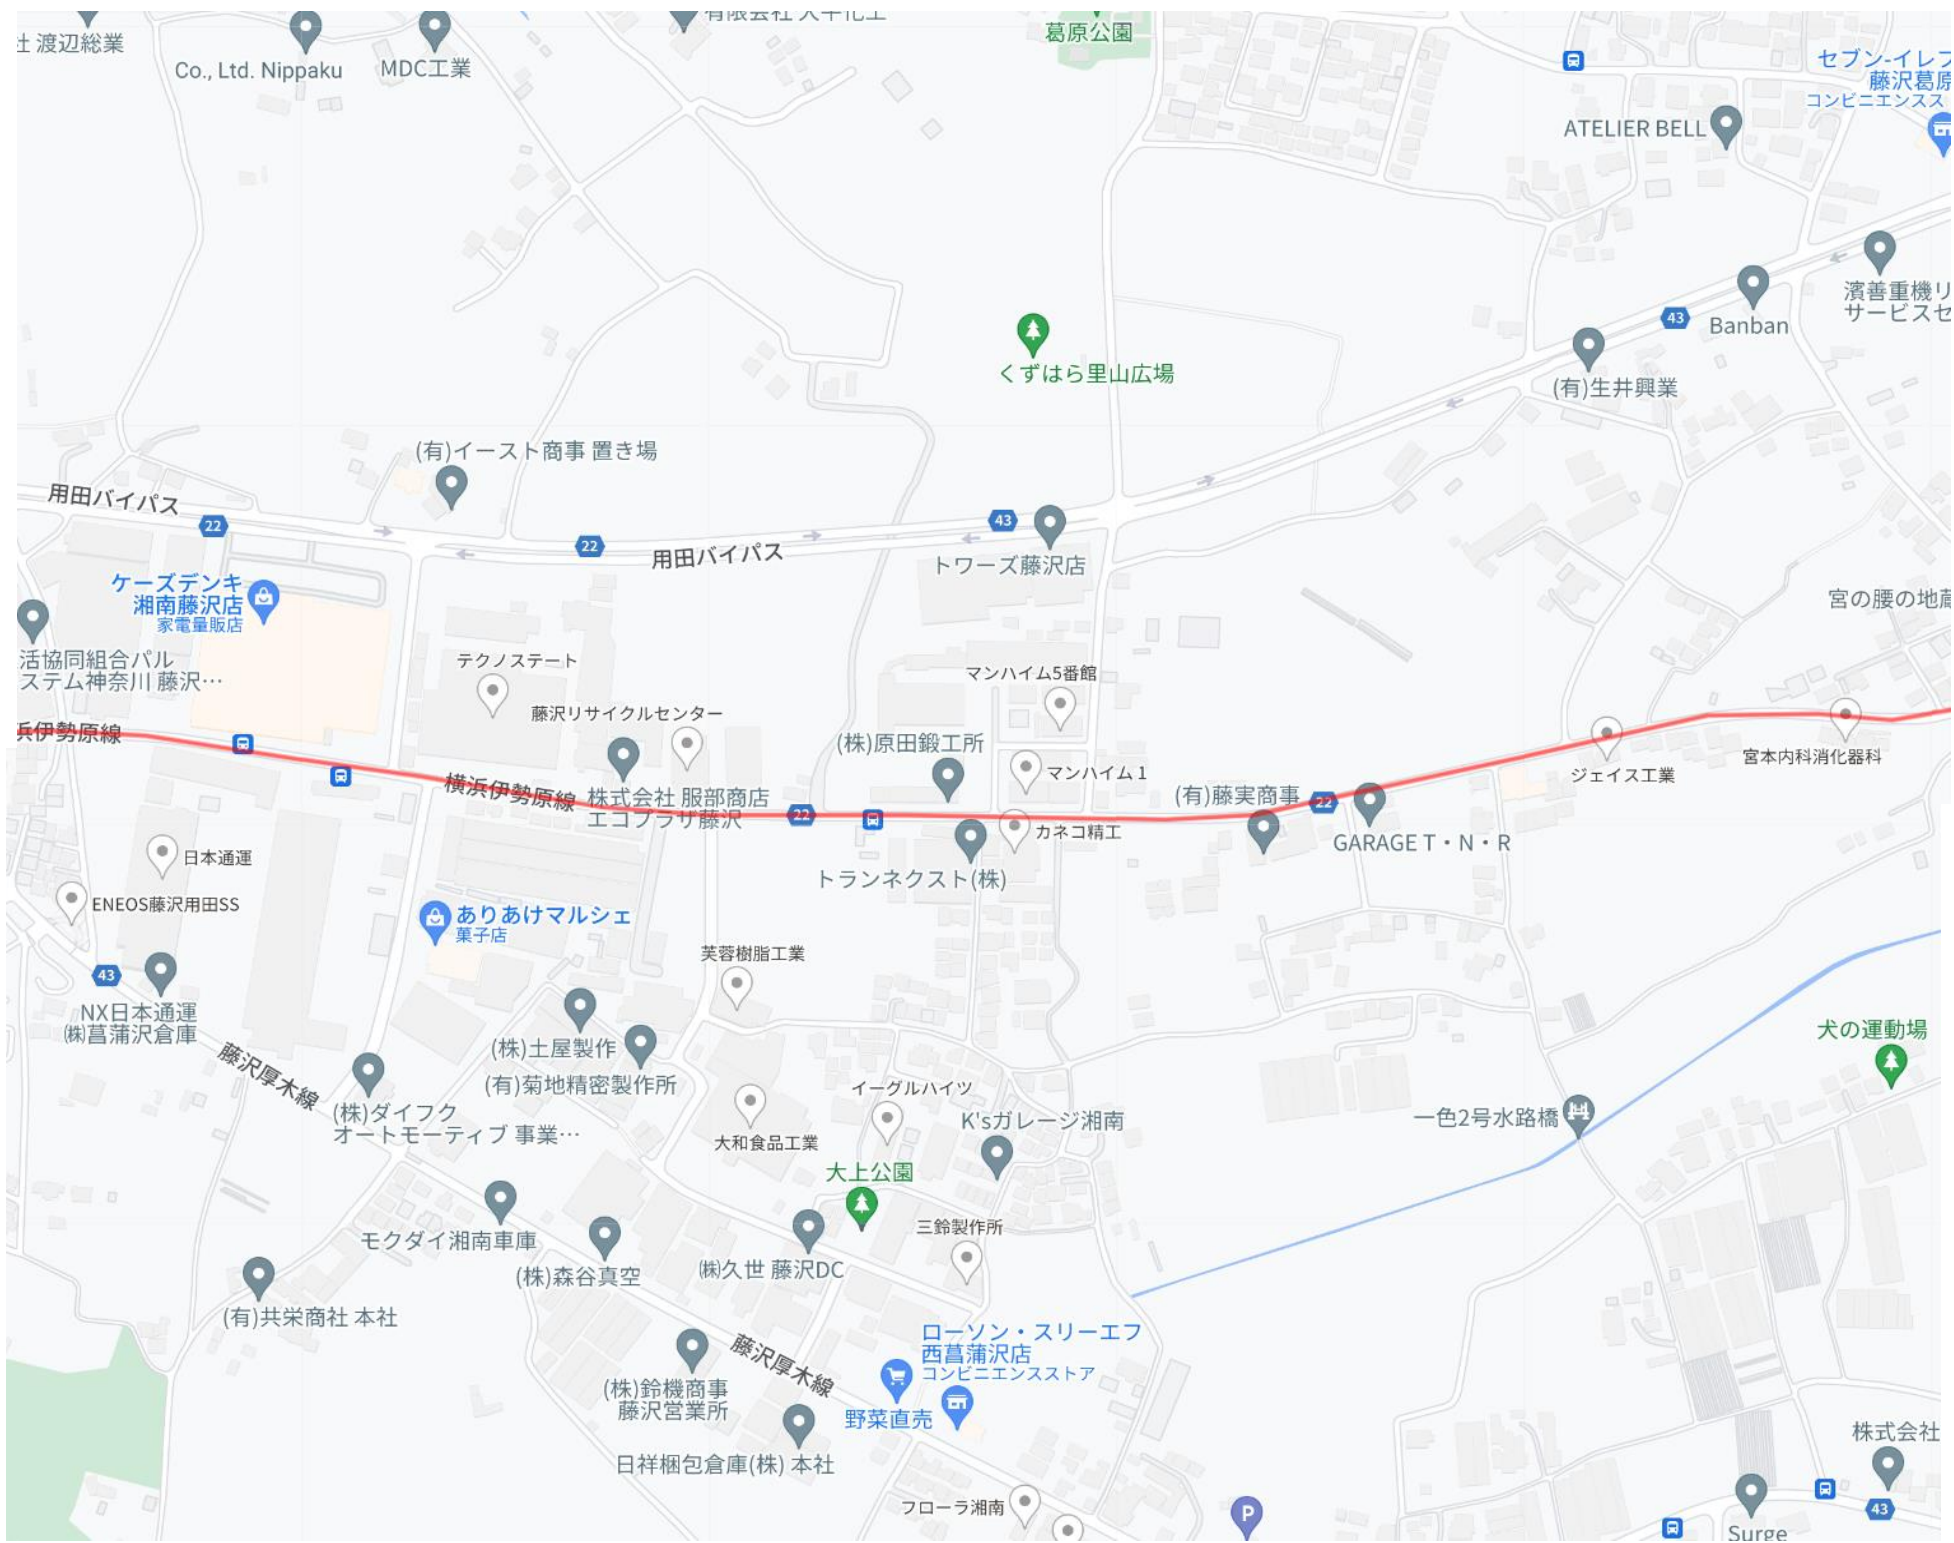 渡辺総業
Co., Ltd. Nippaku
MDC工業
葛原公園
セブン-イレブ
藤沢葛原
コンビニエンスス
ATELIER BELL
Banban
濱善重機リ
サービスセ
43
(有)生井興業
くずはら里山広場
(有)イースト商事 置き場
用田バイパス
22
22
用田バイパス
43
トワーズ藤沢店
ケーズデンキ
湘南藤沢店
家電量販店
宮の腰の地蔵
活協同組合パル
ステム神奈川 藤沢…
テクノステート
マンハイム5番館
藤沢リサイクルセンター
浜伊勢原線
(株)原田鍛工所
宮本内科消化器科
マンハイム 1
ジェイス工業
横浜伊勢原線
株式会社 服部商店
エコプラザ藤沢
22
(有)藤実商事
22
カネコ精工
GARAGE T・N・R
トランネクスト(株)
日本通運
ENEOS藤沢用田SS
ありあけマルシェ
菓子店
芙蓉樹脂工業
43
NX日本通運
㈱菖蒲沢倉庫
犬の運動場
藤沢厚木線
(株)土屋製作
(有)菊地精密製作所
(株)ダイフク
オートモーティブ 事業…
イーグルハイツ
K'sガレージ湘南
一色2号水路橋
大和食品工業
大上公園
三鈴製作所
モクダイ湘南車庫
(株)森谷真空
㈱久世 藤沢DC
(有)共栄商社 本社
ローソン・スリーエフ
西菖蒲沢店
コンビニエンスストア
藤沢厚木線
(株)鈴機商事
藤沢営業所
野菜直売
日祥梱包倉庫(株) 本社
株式会社
フローラ湘南
P
43
Surge